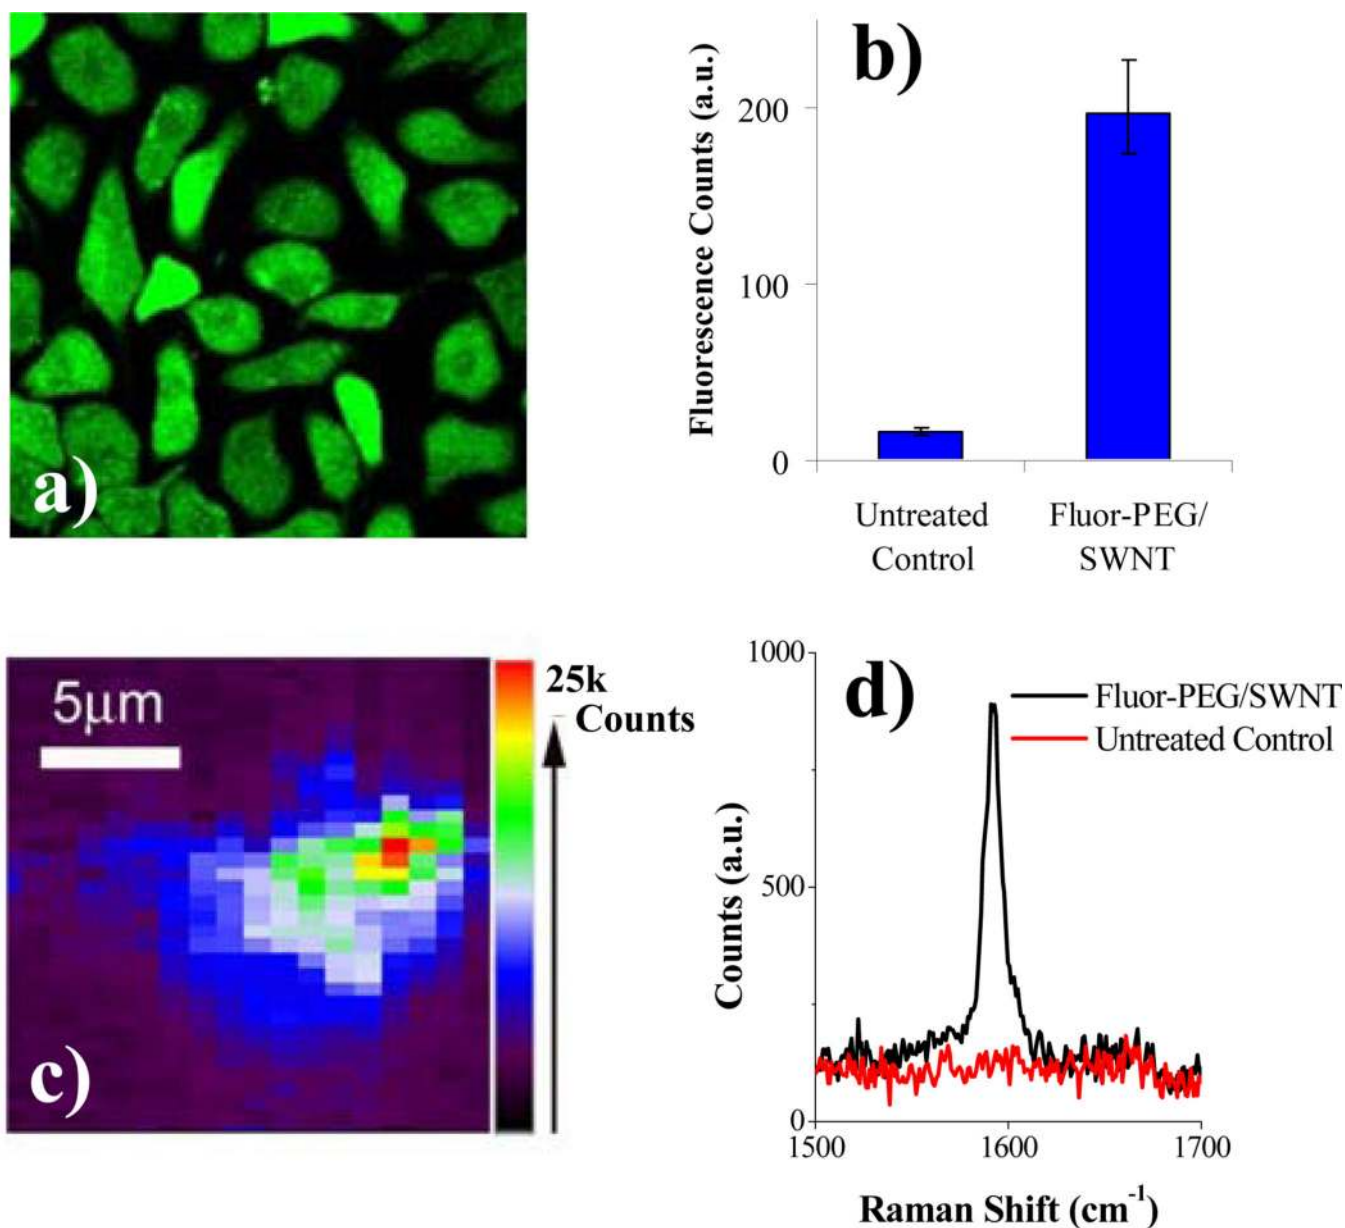 a)
b)
Fluorescence Counts (a.u.)
200
100
0
Untreated
Control
Fluor-PEG/
SWNT
5μm
25k
Counts
c)
d)
1000
500
0
Counts (a.u.)
Fluor-PEG/SWNT
Untreated Control
1500
1600
1700
Raman Shift (cm⁻¹)